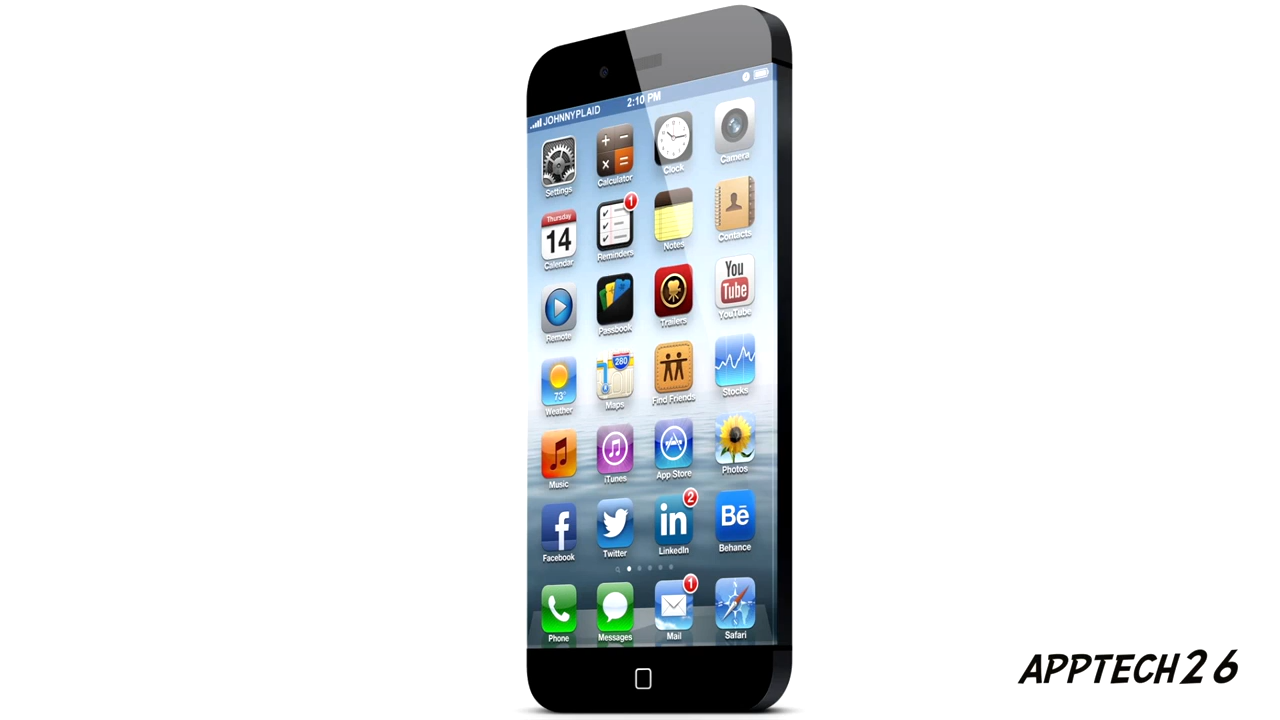 JOHNNYPLAID 2:10 PM
Settings Calculator Clock Camera
Thursday
14
1
Calendar Reminders Notes Contacts
You
Tube
Remote Passbook Trailers YouTube
280
73°
Weather Maps Find Friends Stocks
Music iTunes App Store Photos
f 2
in Bē
Facebook Twitter LinkedIn Behance
1
Phone Messages Mail Safari
APPTECH26